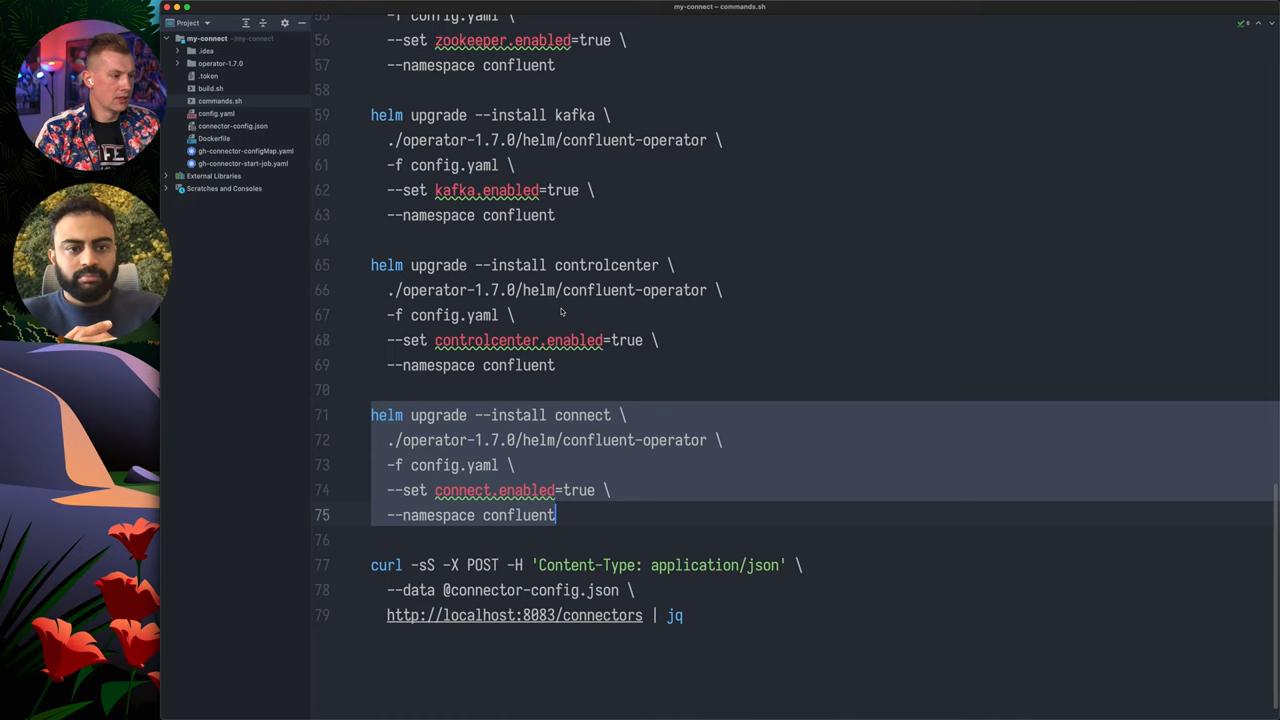 my-connect – commands.sh
Project
my-connect ~/my-connect
.idea
operator-1.7.0
.token
build.sh
commands.sh
config.yaml
connector-config.json
Dockerfile
gh-connector-configMap.yaml
gh-connector-start-job.yaml
External Libraries
Scratches and Consoles
6
55 -f config.yaml \
56 --set zookeeper.enabled=true \
57 --namespace confluent
58
59 helm upgrade --install kafka \
60 ./operator-1.7.0/helm/confluent-operator \
61 -f config.yaml \
62 --set kafka.enabled=true \
63 --namespace confluent
64
65 helm upgrade --install controlcenter \
66 ./operator-1.7.0/helm/confluent-operator \
67 -f config.yaml \
68 --set controlcenter.enabled=true \
69 --namespace confluent
70
71 helm upgrade --install connect \
72 ./operator-1.7.0/helm/confluent-operator \
73 -f config.yaml \
74 --set connect.enabled=true \
75 --namespace confluent
76
77 curl -sS -X POST -H 'Content-Type: application/json' \
78 --data @connector-config.json \
79 http://localhost:8083/connectors | jq